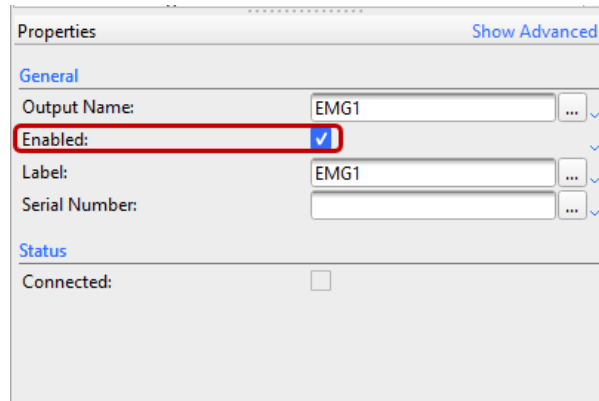 Properties Show Advanced
General
Output Name: EMG1 ...
Enabled:
Label: EMG1 ...
Serial Number: ...
Status
Connected: